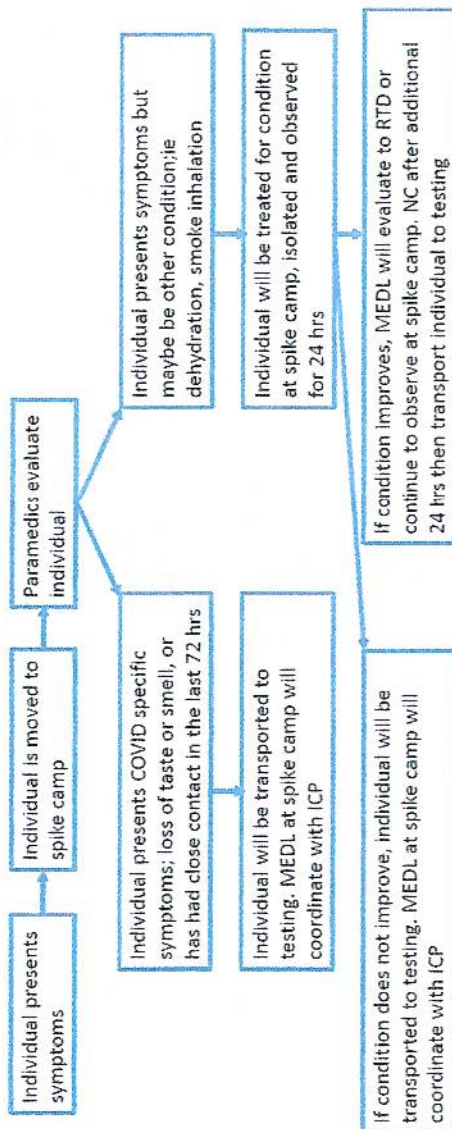 Individual presents
symptoms
Individual is moved to
spike camp
Paramedics evaluate
individual
Individual presents COVID specific
symptoms; loss of taste or smell, or
has had close contact in the last 72 hrs
Individual presents symptoms but
maybe be other condition;ie
dehydration, smoke inhalation
Individual will be transported to
testing. MEDL at spike camp will
coordinate with ICP
Individual will be treated for condition
at spike camp, isolated and observed
for 24 hrs
If condition does not improve, individual will be
transported to testing. MEDL at spike camp will
coordinate with ICP
If condition improves, MEDL will evaluate to RTD or
continue to observe at spike camp. NC after additional
24 hrs then transport individual to testing